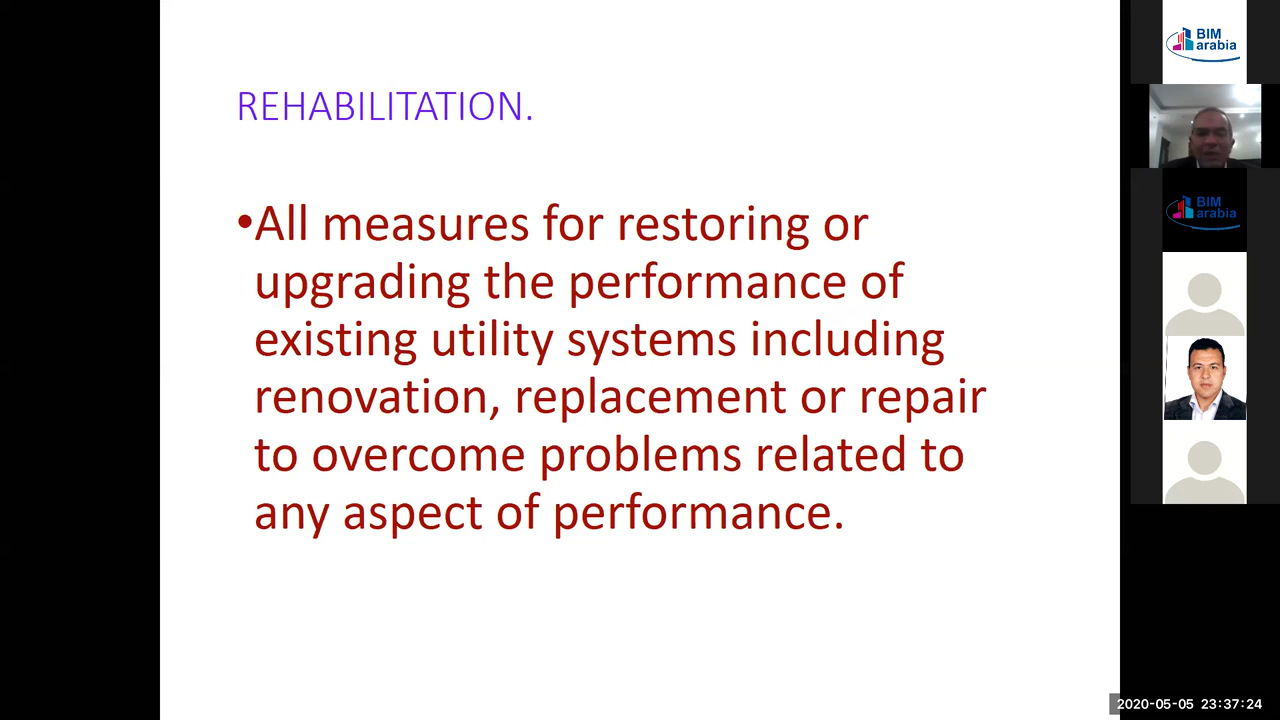 REHABILITATION.
•All measures for restoring or
upgrading the performance of
existing utility systems including
renovation, replacement or repair
to overcome problems related to
any aspect of performance.
BIM
arabia
BIM
arabia
2020-05-05 23:37:24